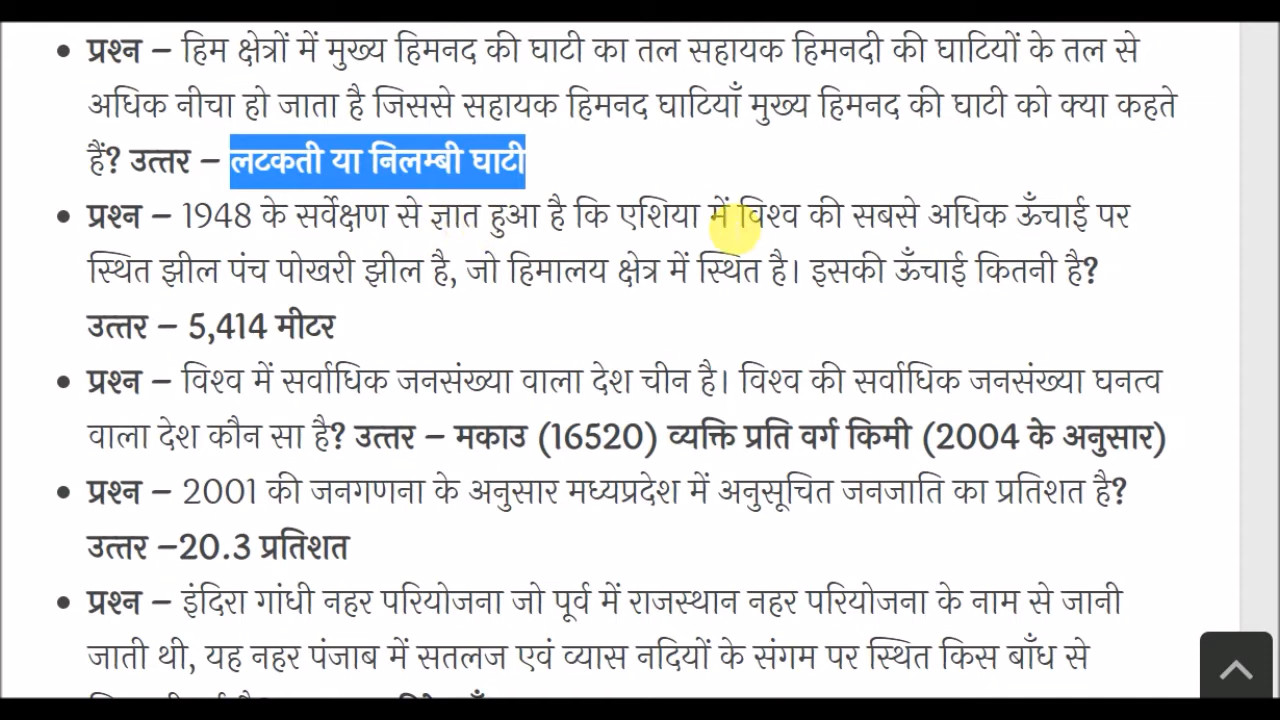 प्रश्न – हिम क्षेत्रों में मुख्य हिमनद की घाटी का तल सहायक हिमनदी की घाटियों के तल से
अधिक नीचा हो जाता है जिससे सहायक हिमनद घाटियाँ मुख्य हिमनद की घाटी को क्या कहते
हैं? उत्तर – लटकती या निलम्बी घाटी
प्रश्न – 1948 के सर्वेक्षण से ज्ञात हुआ है कि एशिया में विश्व की सबसे अधिक ऊँचाई पर
स्थित झील पंच पोखरी झील है, जो हिमालय क्षेत्र में स्थित है। इसकी ऊँचाई कितनी है?
उत्तर – 5,414 मीटर
प्रश्न – विश्व में सर्वाधिक जनसंख्या वाला देश चीन है। विश्व की सर्वाधिक जनसंख्या घनत्व
वाला देश कौन सा है? उत्तर – मकाउ (16520) व्यक्ति प्रति वर्ग किमी (2004 के अनुसार)
प्रश्न – 2001 की जनगणना के अनुसार मध्यप्रदेश में अनुसूचित जनजाति का प्रतिशत है?
उत्तर –20.3 प्रतिशत
प्रश्न – इंदिरा गांधी नहर परियोजना जो पूर्व में राजस्थान नहर परियोजना के नाम से जानी
जाती थी, यह नहर पंजाब में सतलज एवं व्यास नदियों के संगम पर स्थित किस बाँध से